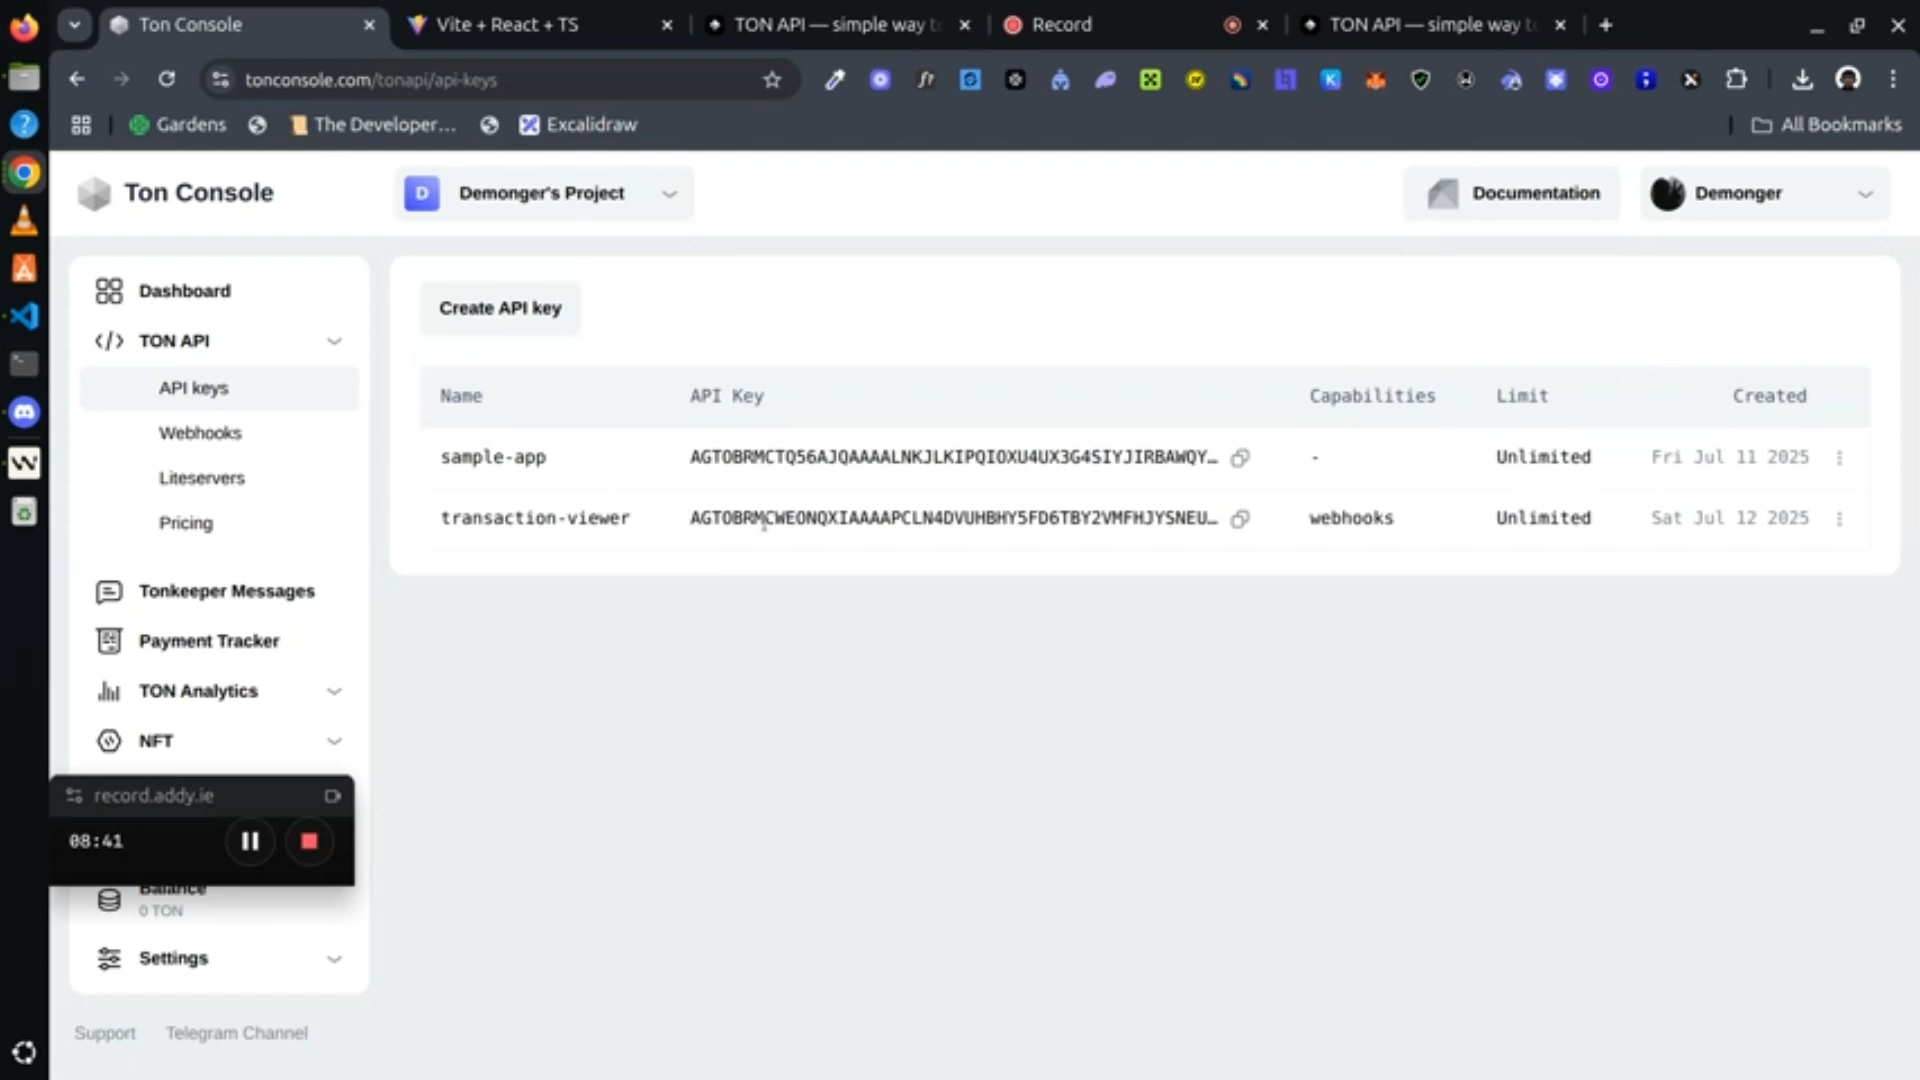 Ton Console
Vite + React + TS
TON API — simple way t
Record
TON API — simple way t
tonconsole.com/tonapi/api-keys
Gardens
The Developer...
Excalidraw
All Bookmarks
Ton Console
D
Demonger's Project
Documentation
Demonger
Dashboard
TON API
API keys
Webhooks
Liteservers
Pricing
Tonkeeper Messages
Payment Tracker
TON Analytics
NFT
record.addy.ie
08:41
Balance
0 TON
Settings
Support
Telegram Channel
Create API key
Name API Key Capabilities Limit Created
sample-app AGTOBRMCTQ56AJQAAAALNKJLKIPQIOXU4UX3G4SIYJIRBAWQY… - Unlimited Fri Jul 11 2025
transaction-viewer AGTOBRMCWEONQXIAAAAPCLN4DVUHBHY5FD6TBY2VMFHJYSNEU… webhooks Unlimited Sat Jul 12 2025